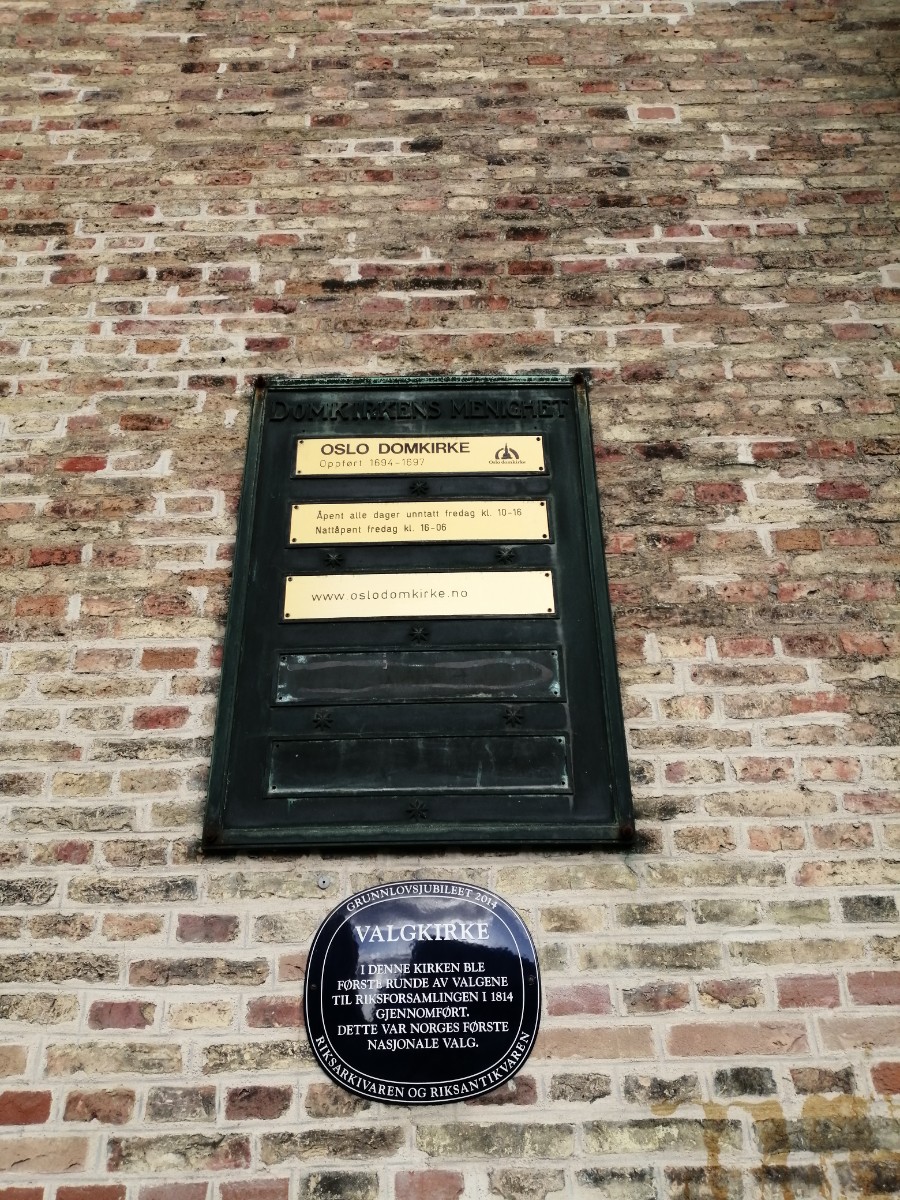 DOMKIRKENS MENIGHET
OSLO DOMKIRKE
Oppført 1694-1697
Oslo domkirke
Åpent alle dager unntatt fredag kl. 10-16
Nattåpent fredag kl. 16-06
www.oslodomkirke.no
GRUNNLOVSJUBILEET 2014
VALGKIRKE
I DENNE KIRKEN BLE
FØRSTE RUNDE AV VALGENE
TIL RIKSFORSAMLINGEN I 1814
GJENNOMFØRT.
DETTE VAR NORGES FØRSTE
NASJONALE VALG.
RIKSARKIVAREN OG RIKSANTIKVAREN